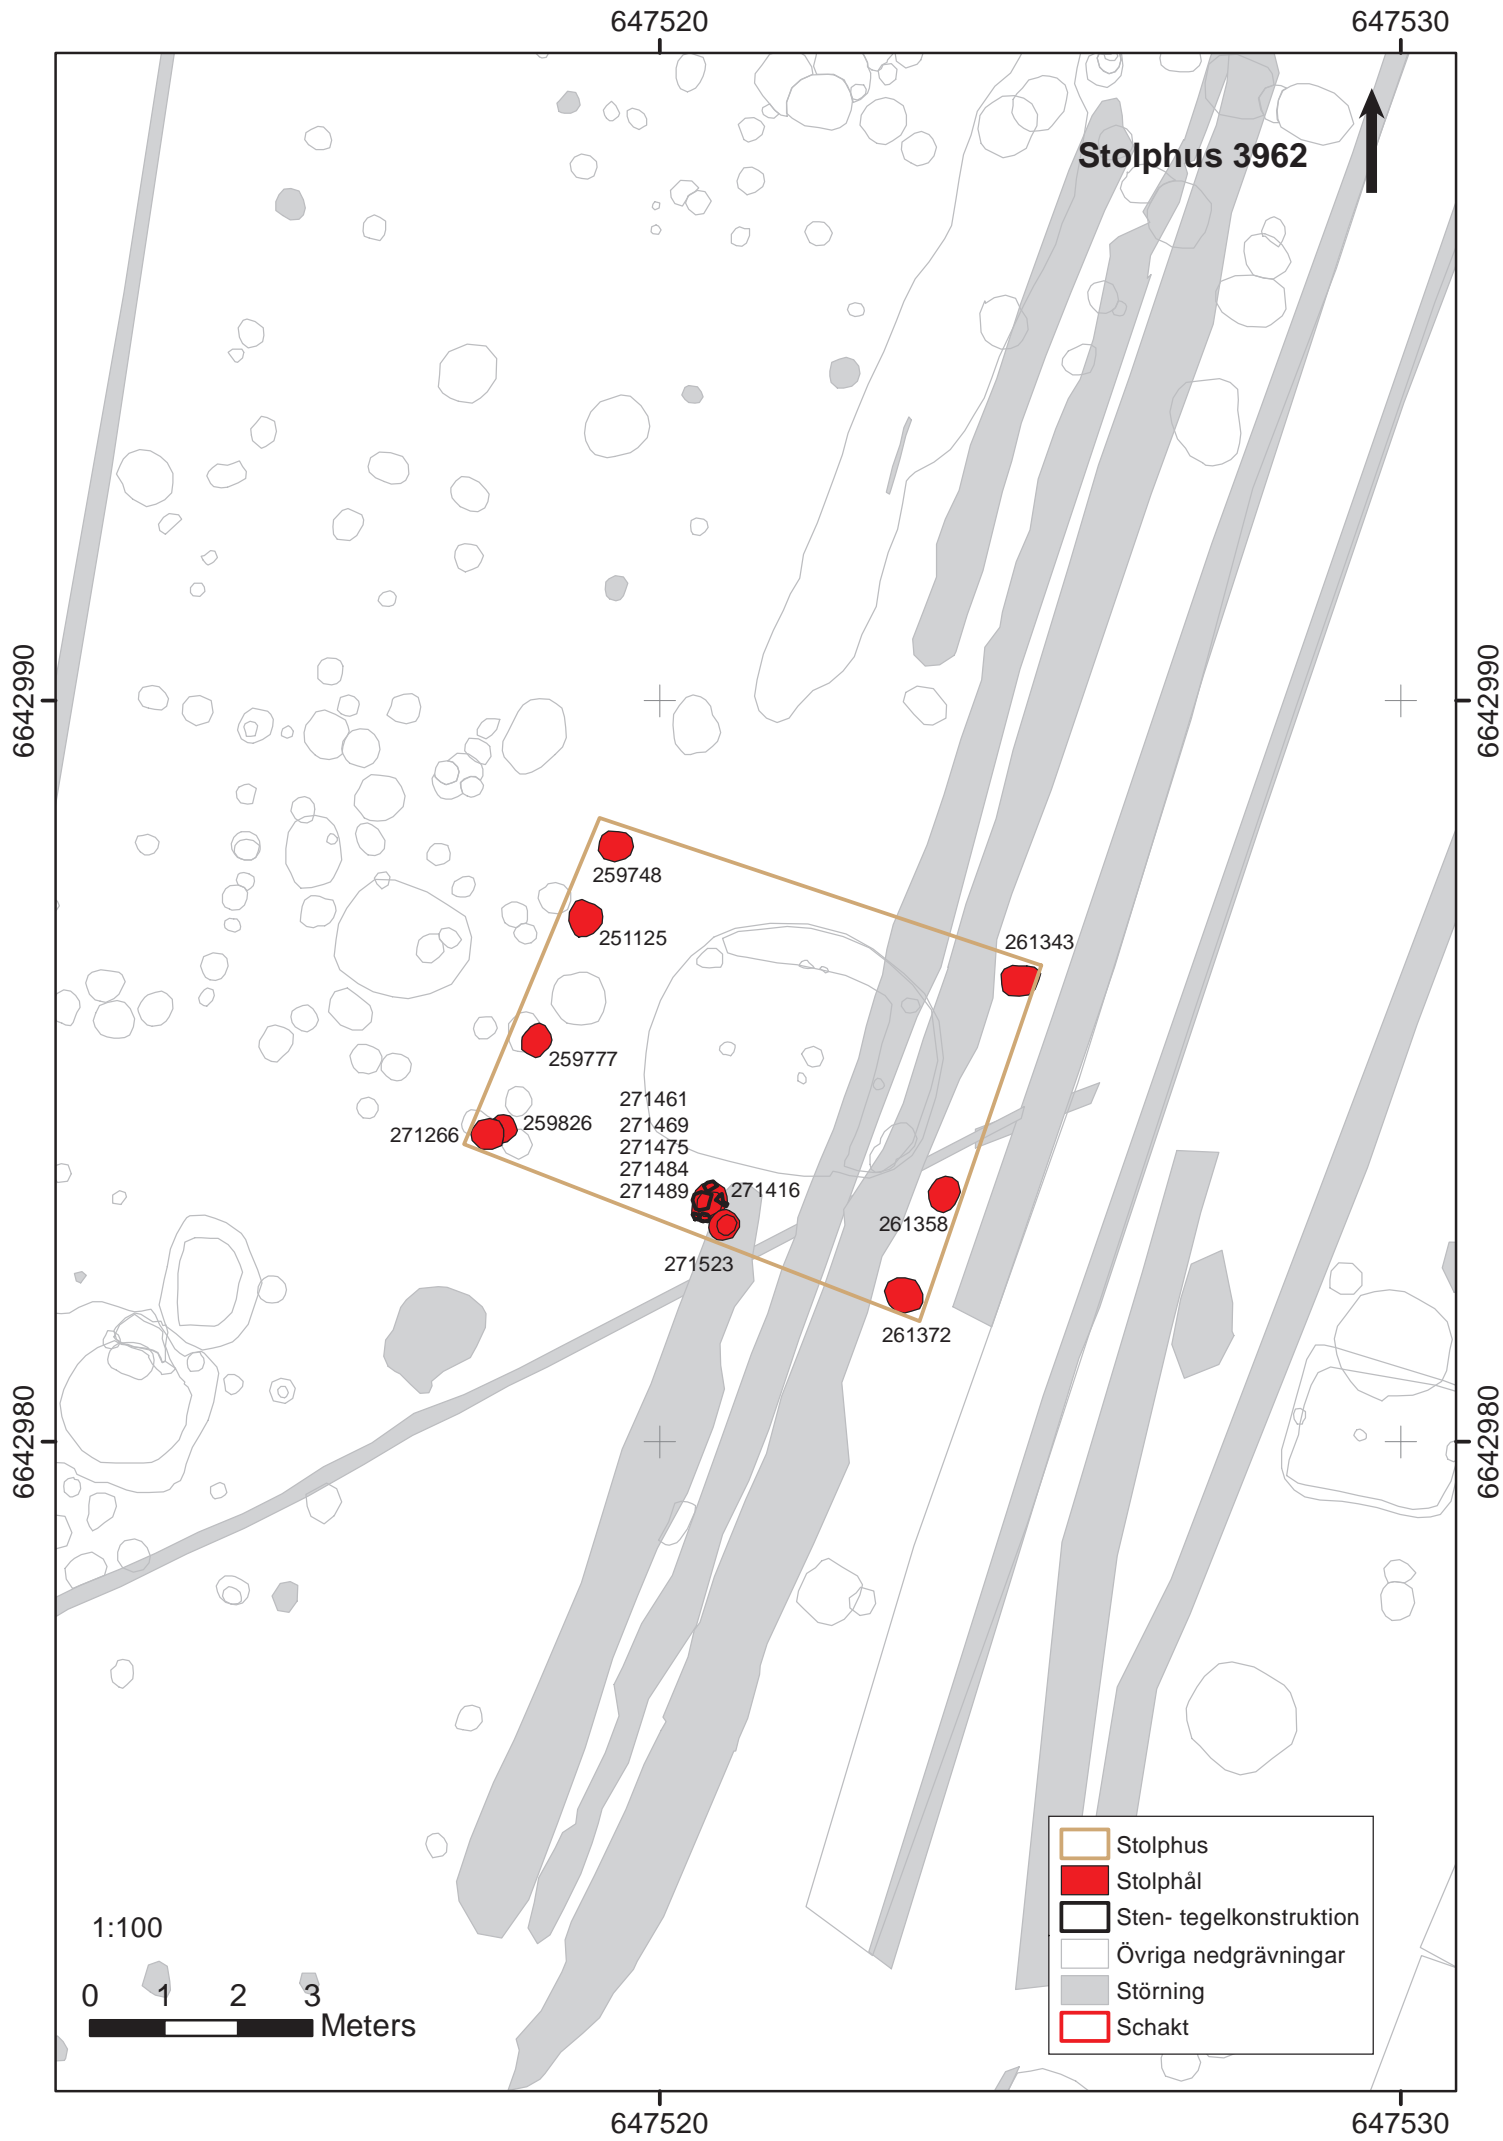 647520
647530
Stolphus 3962
6642990
6642990
259748
251125
261343
259777
271461
271469
271475
271484
271489
271266
259826
271416
261358
271523
261372
6642980
6642980
Stolphus
Stolphål
Sten- tegelkonstruktion
Övriga nedgrävningar
Störning
Schakt
1:100
0 1 2 3
Meters
647520
647530